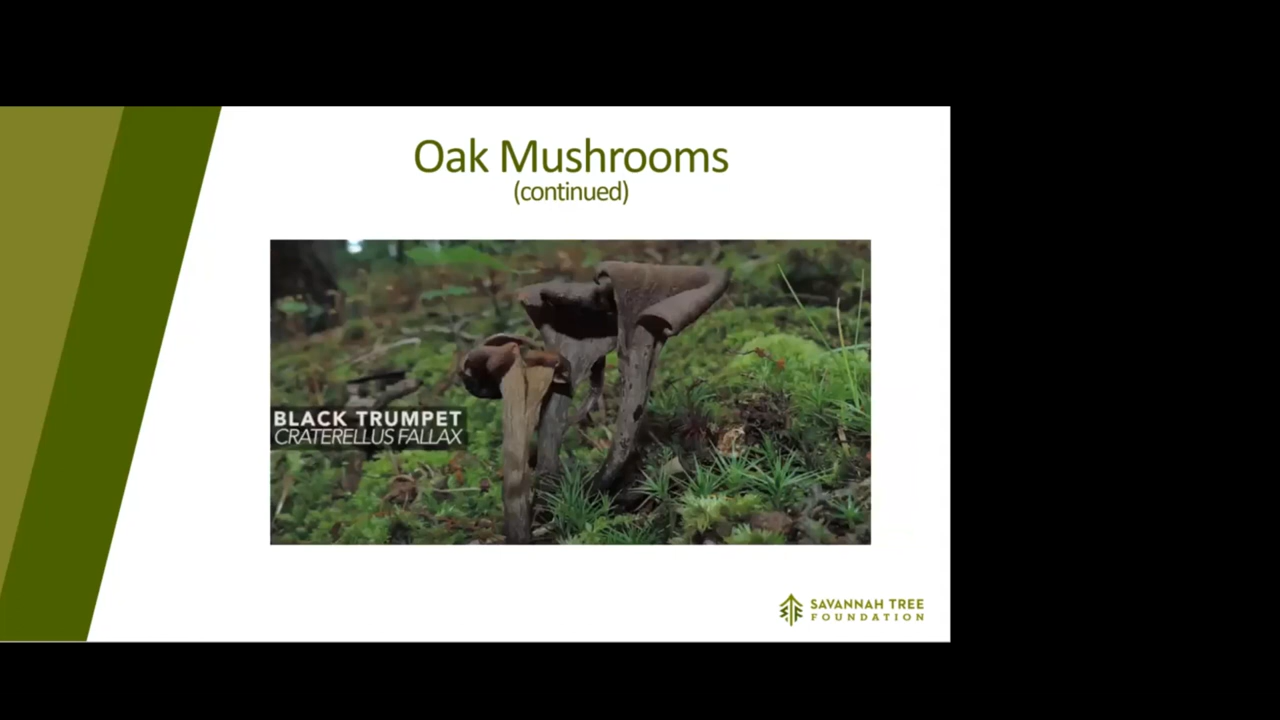 Oak Mushrooms
(continued)
BLACK TRUMPET
CRATERELLUS FALLAX
SAVANNAH TREE
FOUNDATION